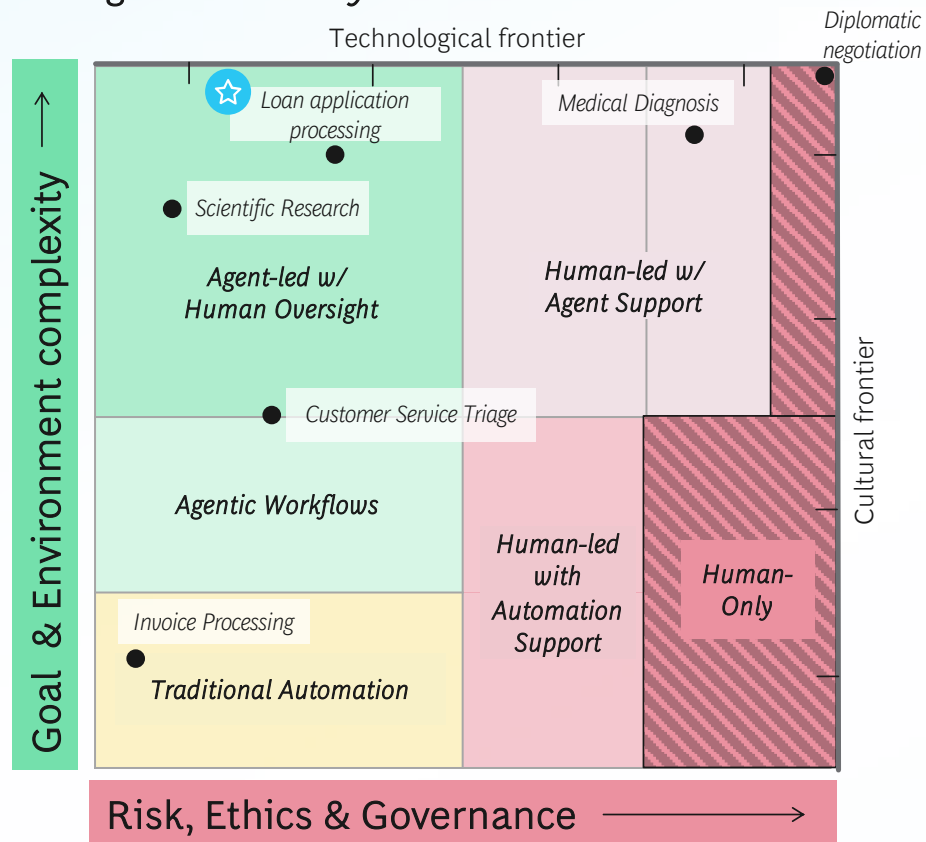 Technological frontier
Diplomatic
negotiation
Loan application
processing
Medical Diagnosis
Scientific Research
Agent-led w/
Human Oversight
Human-led w/
Agent Support
Goal & Environment complexity
Cultural frontier
Customer Service Triage
Agentic Workflows
Human-led
with
Automation
Support
Human-
Only
Invoice Processing
Traditional Automation
Risk, Ethics & Governance